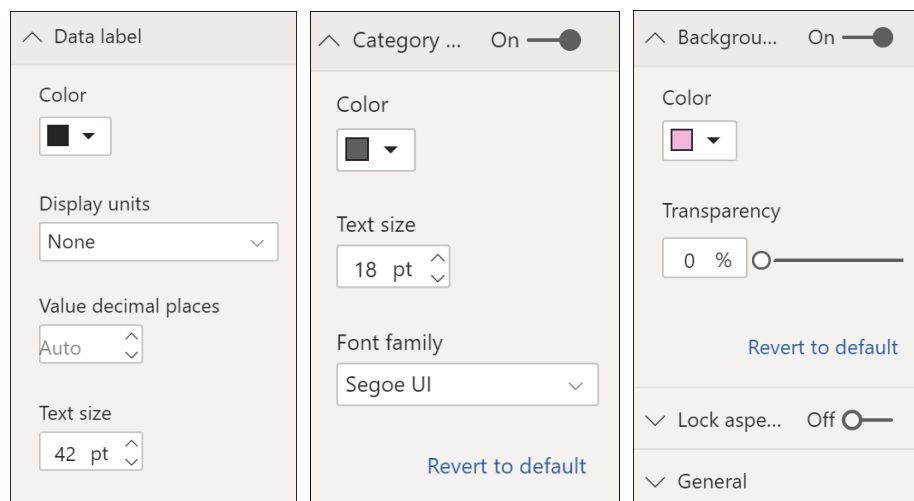 Data label
Color
Display units
None
Value decimal places
Auto
Text size
42 pt
Category ... On
Color
Text size
18 pt
Font family
Segoe UI
Revert to default
Backgrou... On
Color
Transparency
0 %
Revert to default
Lock aspe... Off
General